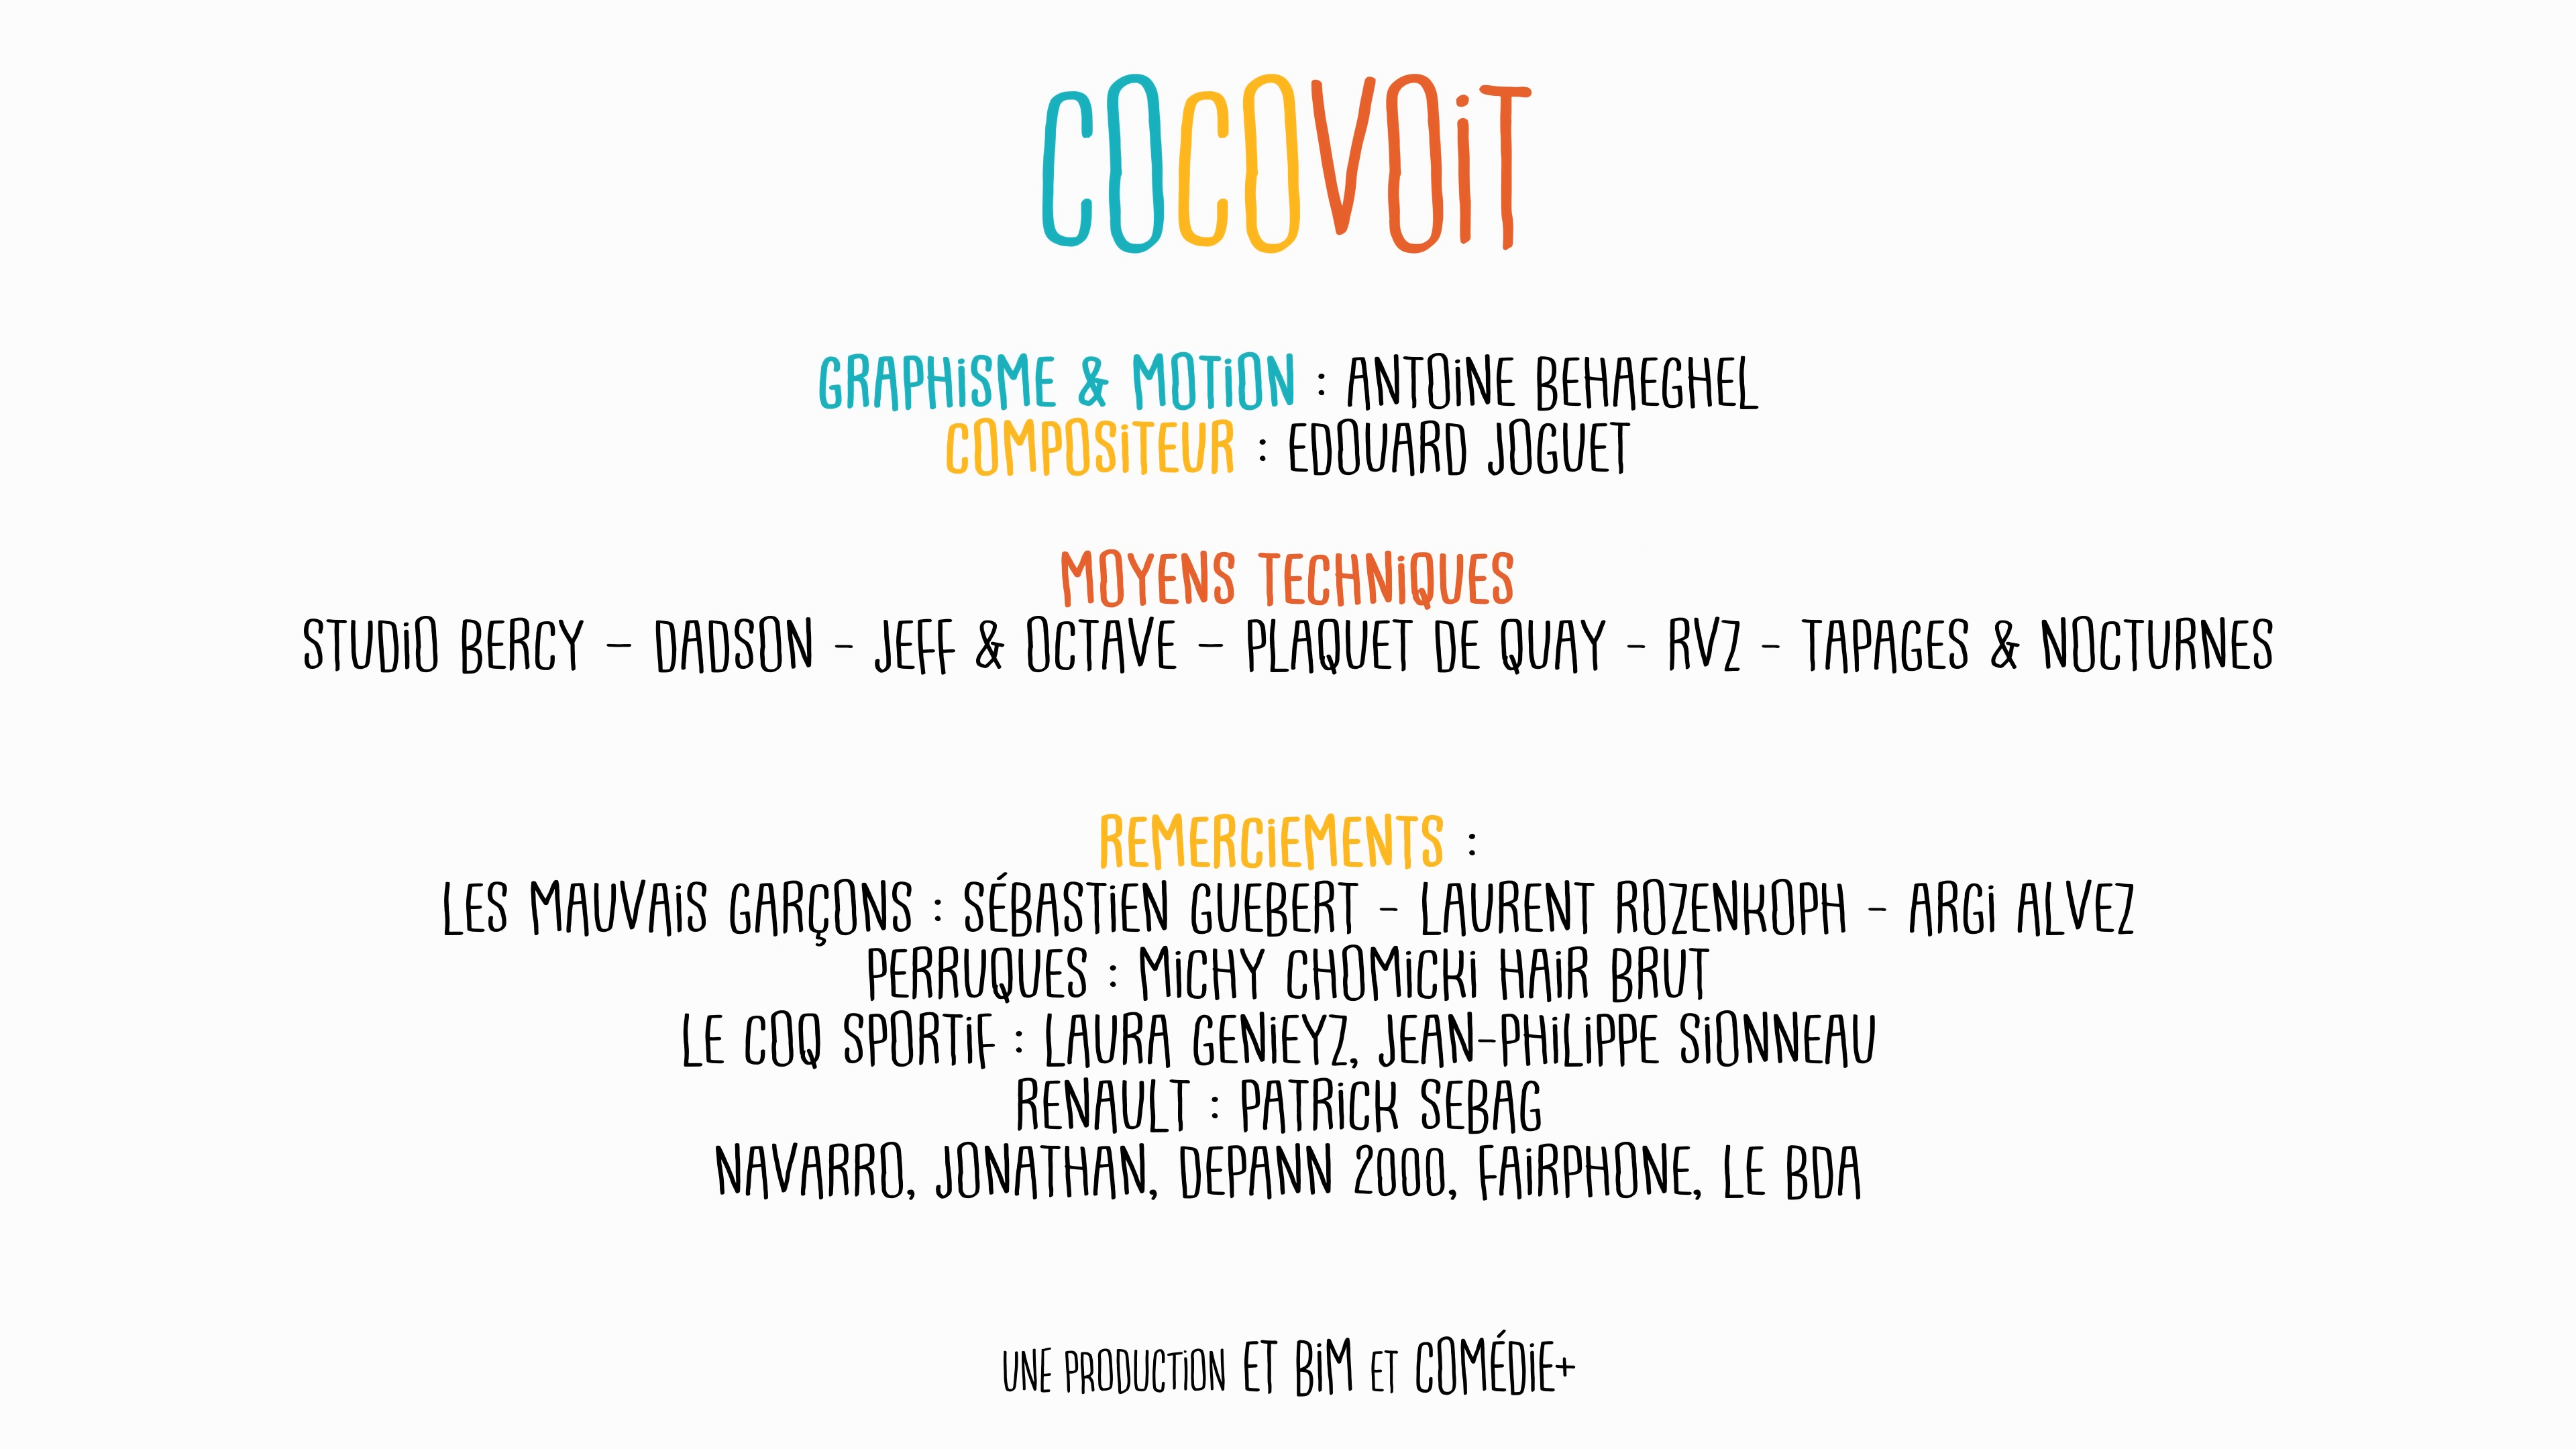 COCOVOiT
GRAPHiSME & MOTiON : ANTOiNE BEHAEGHEL
COMPOSiTEUR : EDOUARD JOGUET
MOYENS TECHNiQUES
STUDiO BERCY – DADSON - JEFF & OCTAVE – PLAQUET DE QUAY - RVZ - TAPAGES & NOCTURNES
REMERCiEMENTS :
LES MAUVAiS GARÇONS : SÉBASTiEN GUEBERT - LAURENT ROZENKOPH - ARGi ALVEZ
PERRUQUES : MiCHY CHOMiCKi HAiR BRUT
LE COQ SPORTiF : LAURA GENiEYZ, JEAN-PHiLiPPE SiONNEAU
RENAULT : PATRiCK SEBAG
NAVARRO, JONATHAN, DEPANN 2000, FAiRPHONE, LE BDA
UNE PRODUCTiON ET BiM ET COMÉDiE+